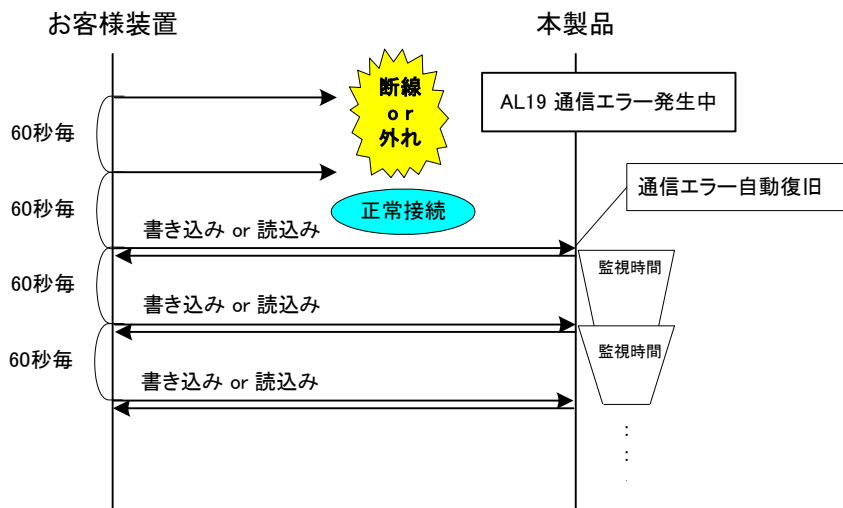 お客様装置
本製品
断線
or
外れ
AL19 通信エラー発生中
60秒毎
60秒毎
正常接続
通信エラー自動復旧
書き込み or 読込み
監視時間
60秒毎
書き込み or 読込み
監視時間
60秒毎
書き込み or 読込み